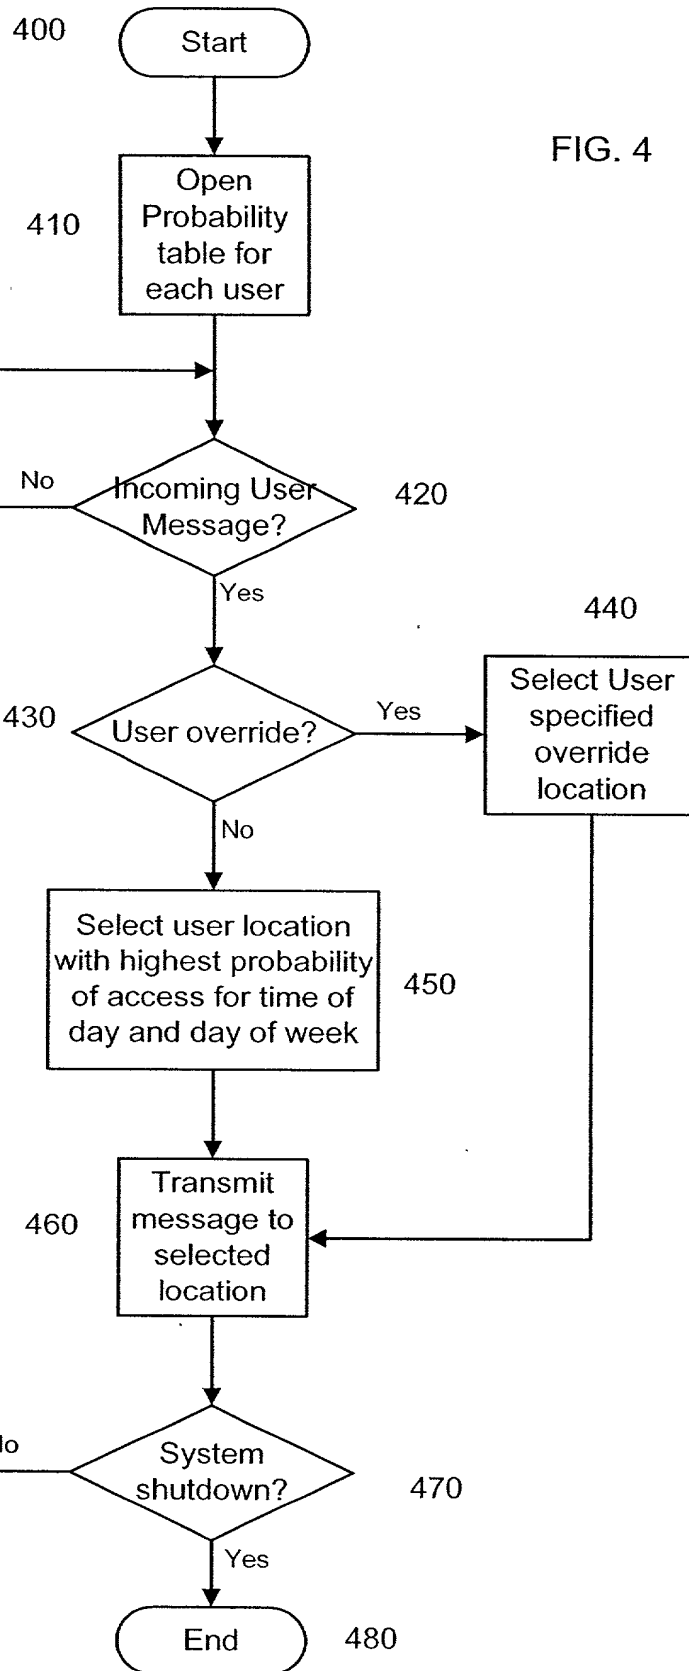 400
Start
FIG. 4
410
Open
Probability
table for
each user
No
Incoming User
Message?
420
Yes
440
430
User override?
Yes
Select User
specified
override
location
No
Select user location
with highest probability
of access for time of
day and day of week
450
460
Transmit
message to
selected
location
System
shutdown?
470
Yes
End
480